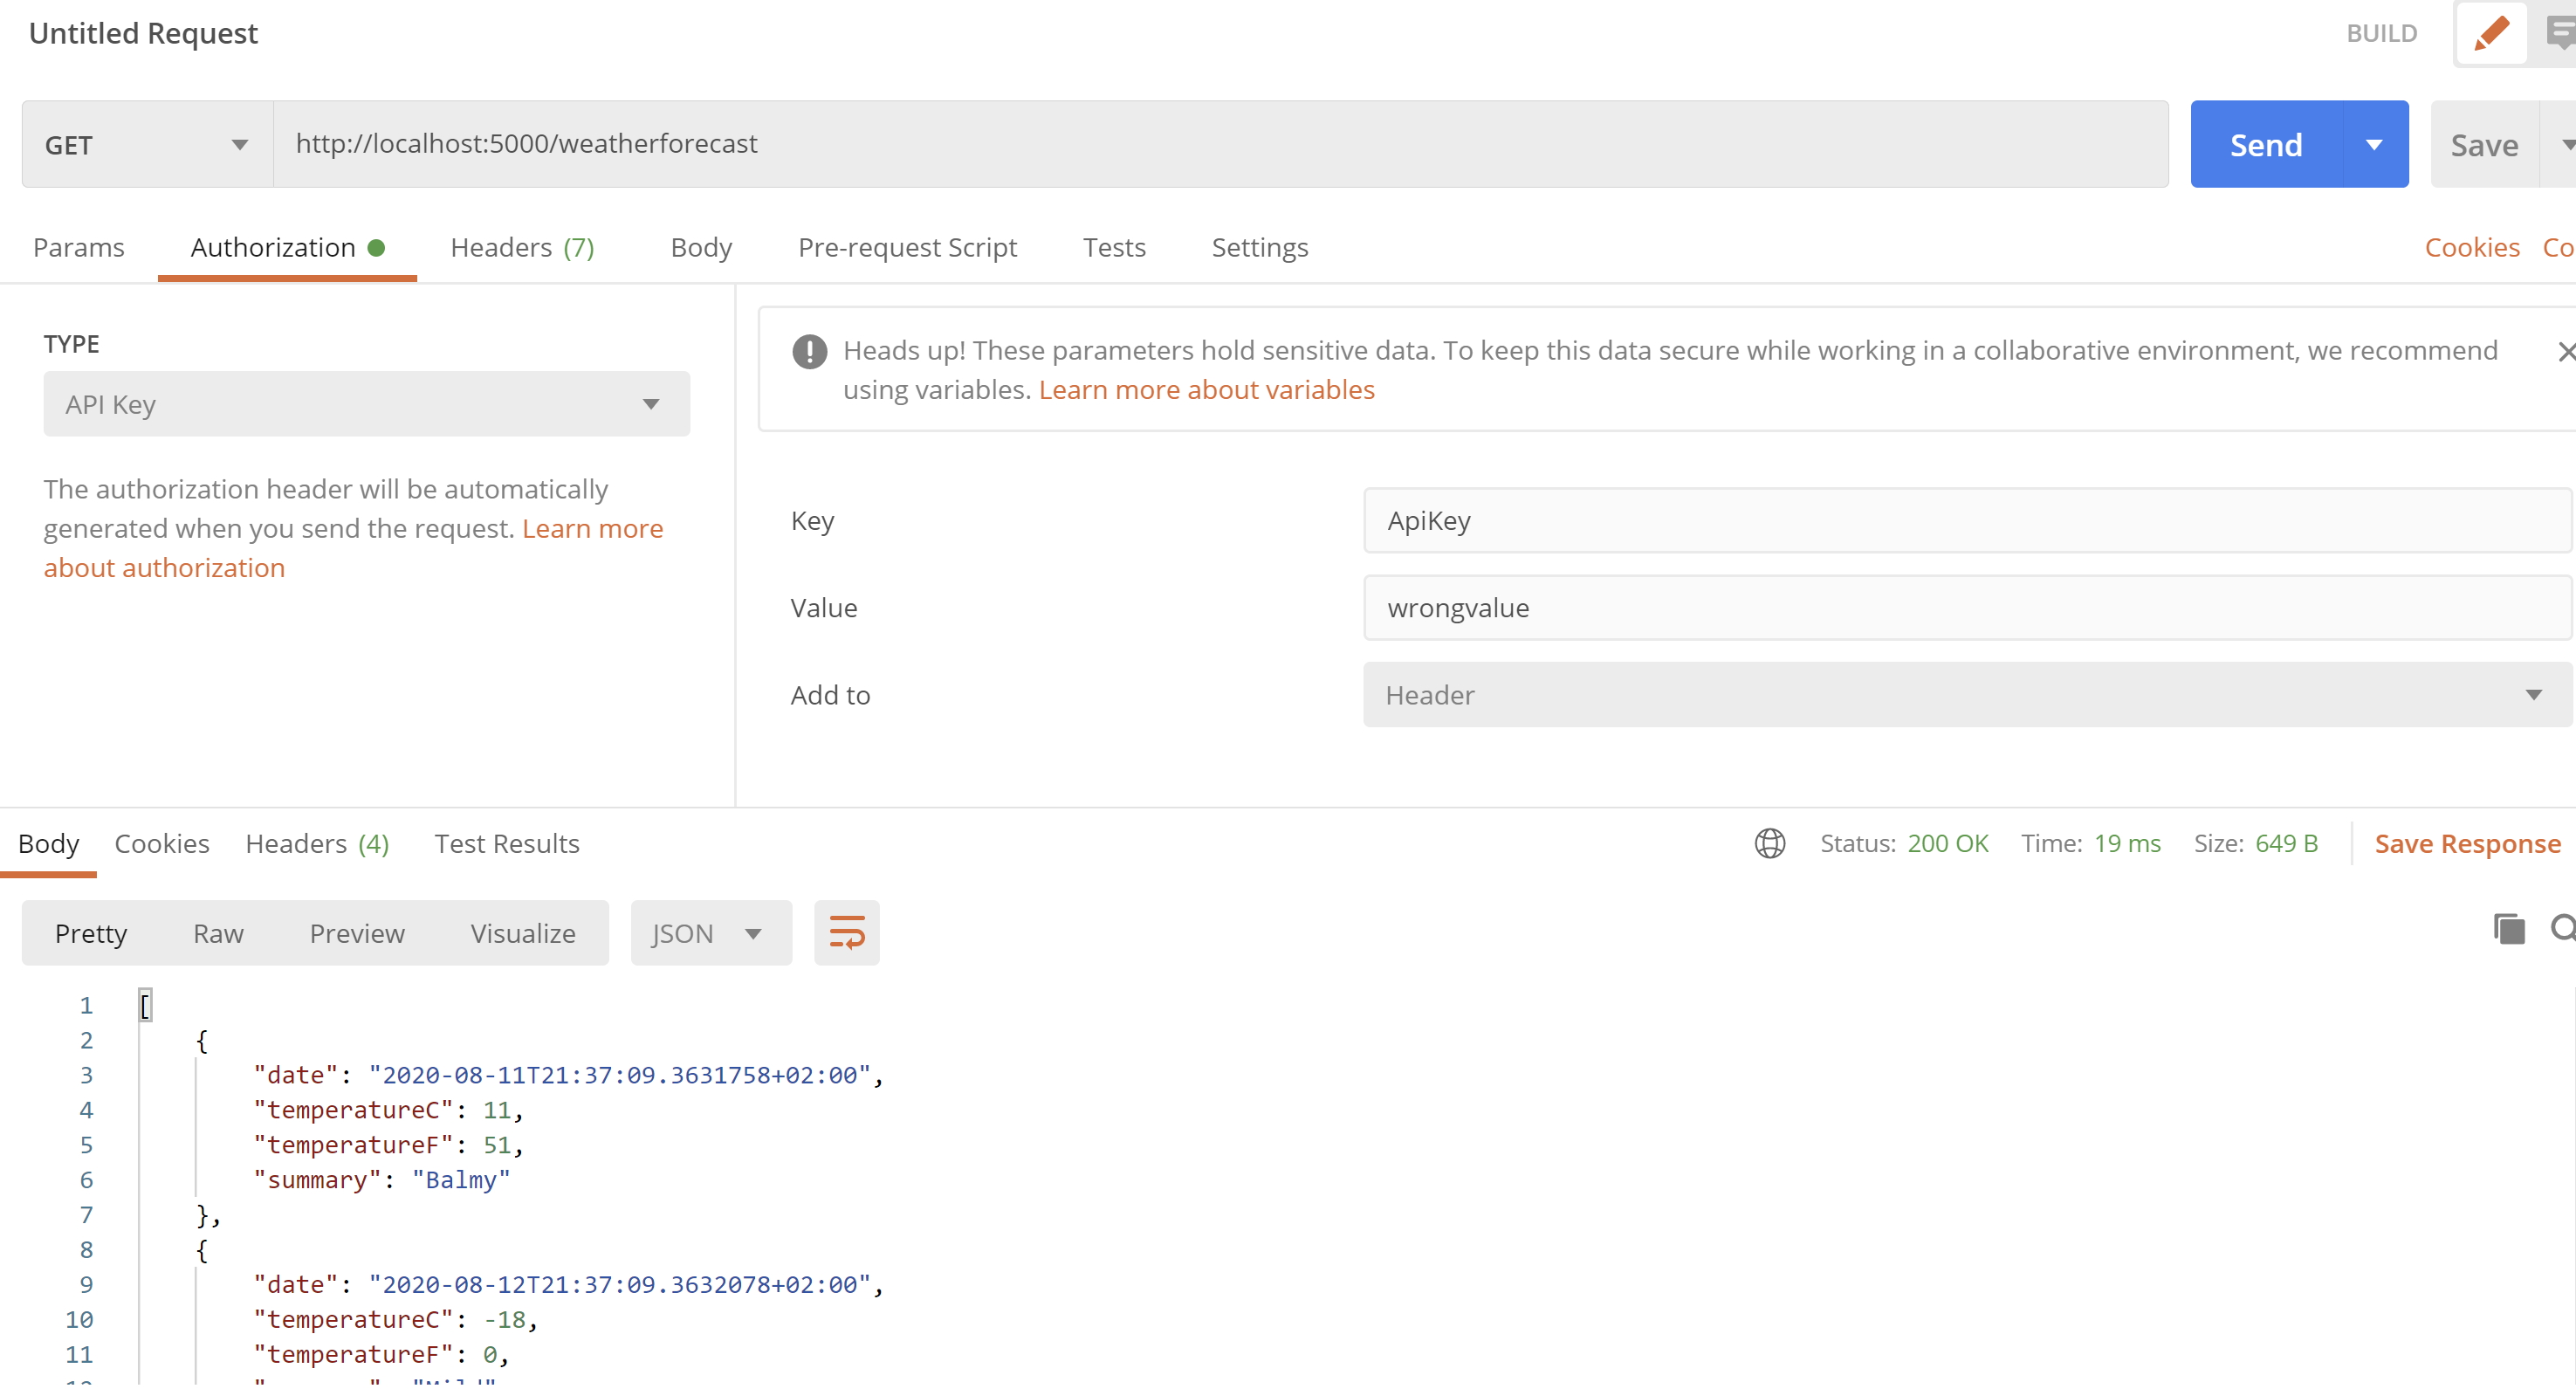 Untitled Request
BUILD
GET
http://localhost:5000/weatherforecast
Send
Save
Params
Authorization
Headers (7)
Body
Pre-request Script
Tests
Settings
Cookies
Co
TYPE
API Key
The authorization header will be automatically
generated when you send the request. Learn more
about authorization
Heads up! These parameters hold sensitive data. To keep this data secure while working in a collaborative environment, we recommend
using variables. Learn more about variables
Key
ApiKey
Value
wrongvalue
Add to
Header
Body
Cookies
Headers (4)
Test Results
Status: 200 OK
Time: 19 ms
Size: 649 B
Save Response
Pretty
Raw
Preview
Visualize
JSON
1 [
2 {
3 "date": "2020-08-11T21:37:09.3631758+02:00",
4 "temperatureC": 11,
5 "temperatureF": 51,
6 "summary": "Balmy"
7 },
8 {
9 "date": "2020-08-12T21:37:09.3632078+02:00",
10 "temperatureC": -18,
11 "temperatureF": 0,